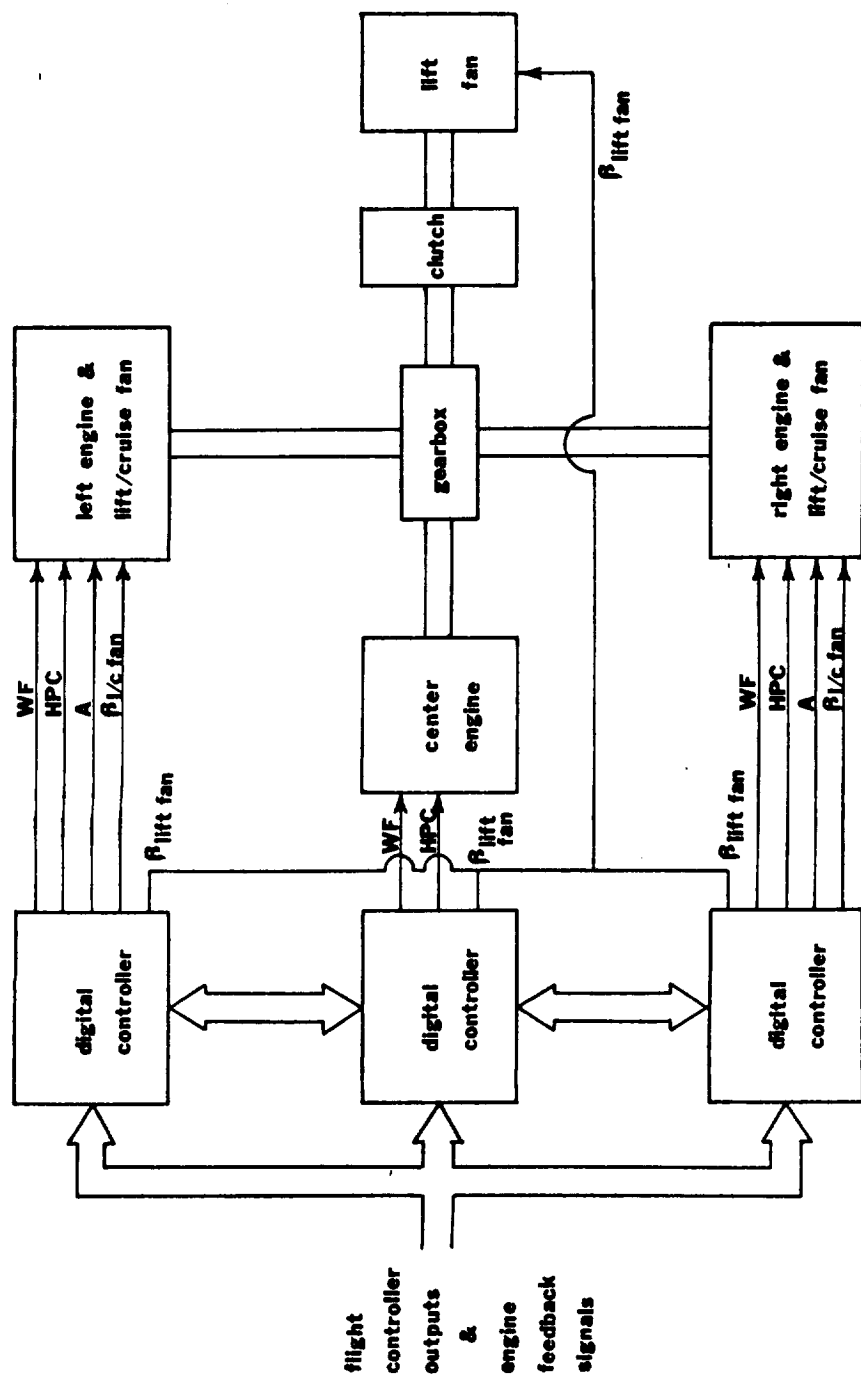 flight
controller
outputs
&
engine
feedback
signals
digital
controller
digital
controller
digital
controller
WF
HPC
A
β l/c fan
β lift fan
WF
HPC
β lift
fan
β lift fan
WF
HPC
A
β l/c fan
left engine &
lift/cruise fan
center
engine
right engine &
lift/cruise fan
gearbox
clutch
lift
fan
β lift fan